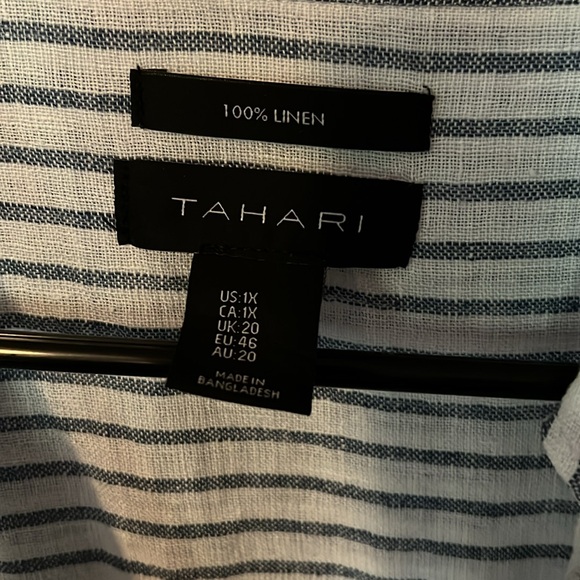 100% LINEN
TAHARI
US:1X
CA:1X
UK:20
EU:46
AU:20
MADE IN
BANGLADESH